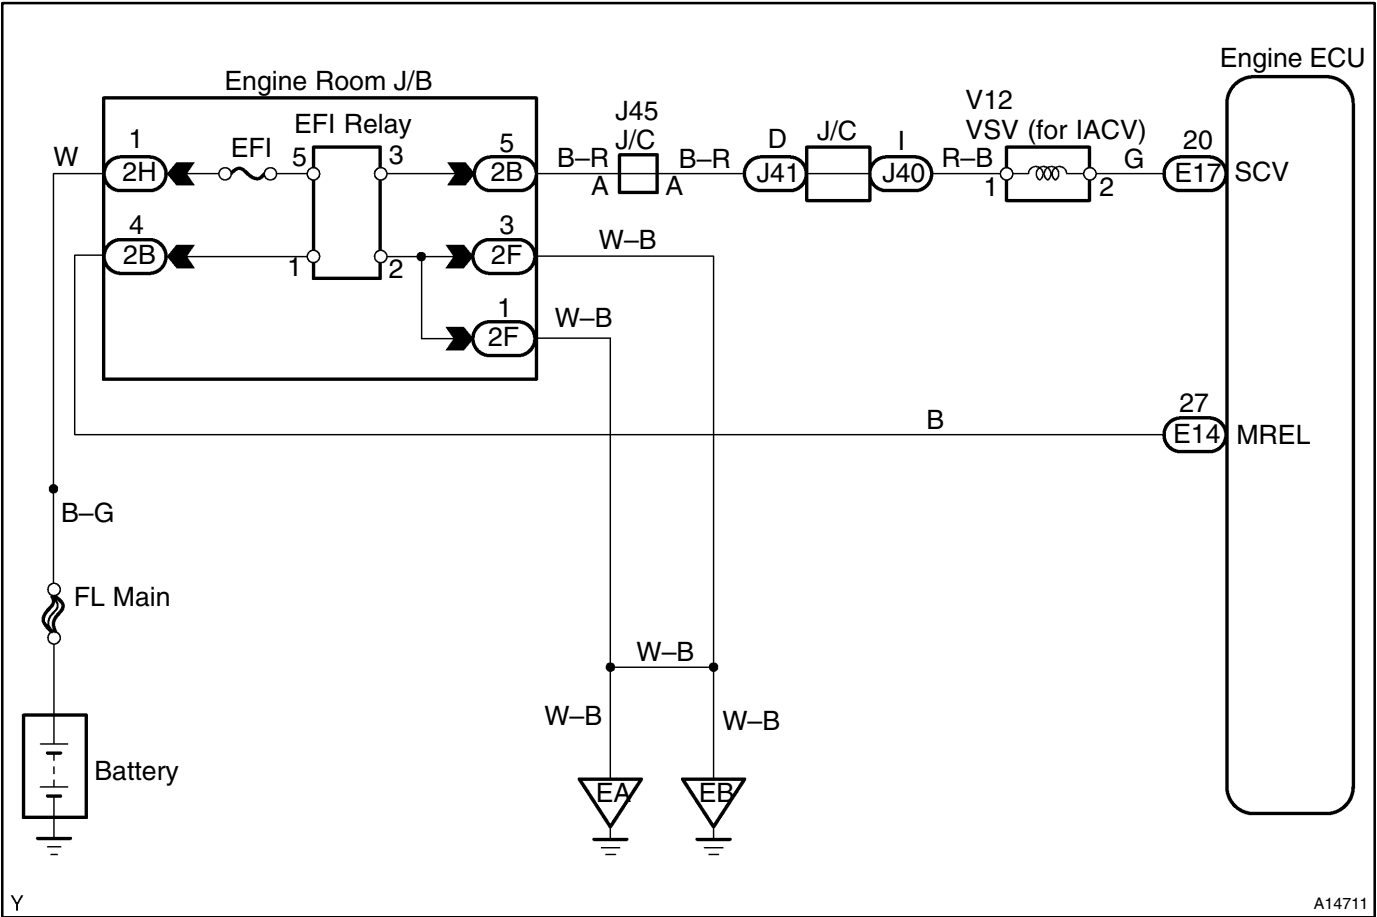 Engine ECU
Engine Room J/B
EFI Relay
W
1
2H
EFI
5
3
5
2B
B–R
A
J45
J/C
B–R
A
D
J41
J/C
I
J40
R–B
V12
VSV (for IACV)
1
2
G
20
E17
SCV
4
2B
1
2
3
2F
W–B
1
2F
W–B
B
27
E14
MREL
B–G
FL Main
W–B
W–B
W–B
Battery
EA
EB
Y
A14711